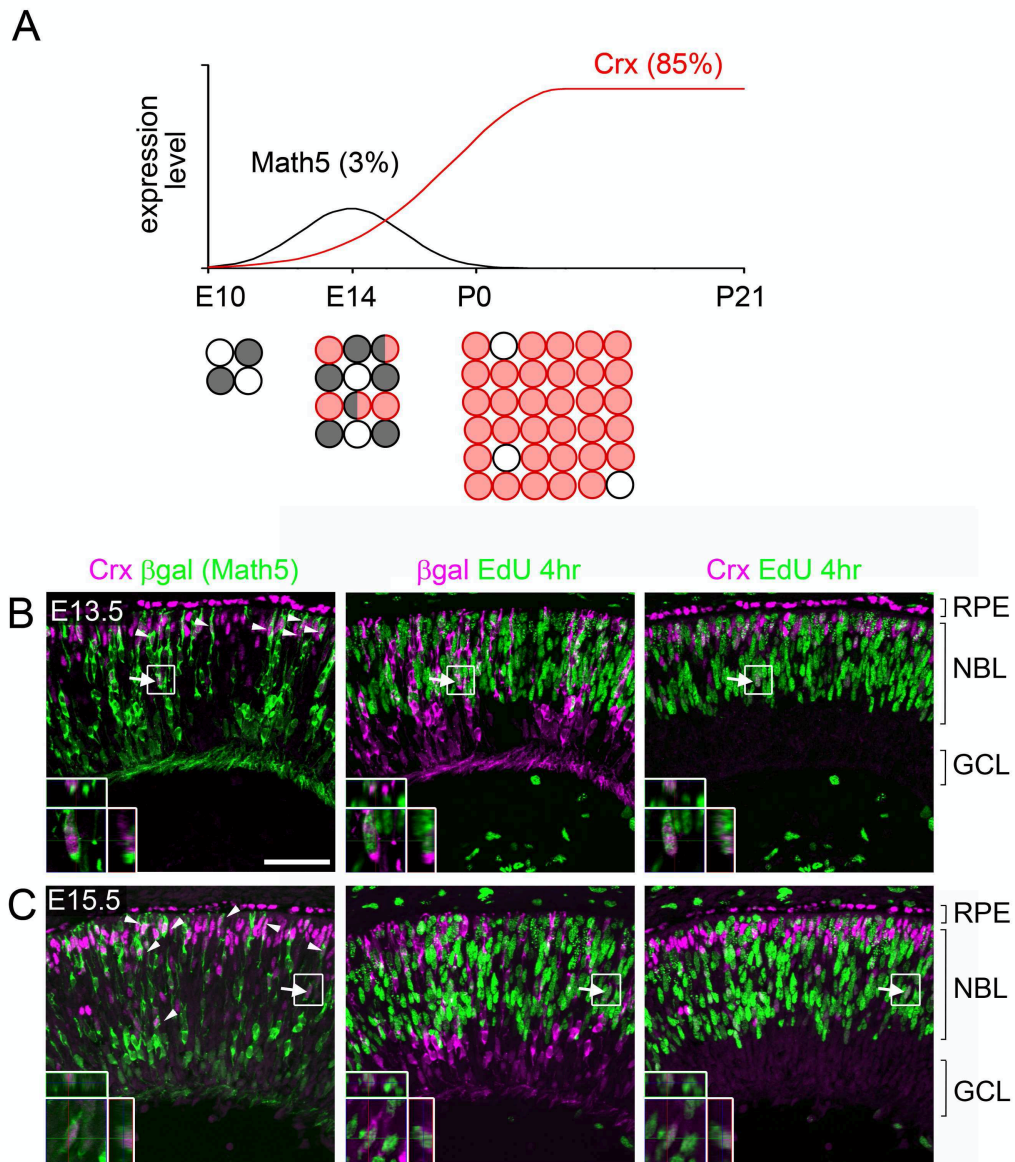 A
Crx (85%)
Math5 (3%)
expression
level
E10 E14 P0 P21
Crx βgal (Math5) βgal EdU 4hr Crx EdU 4hr
B E13.5 RPE
NBL
GCL
C E15.5 RPE
NBL
GCL